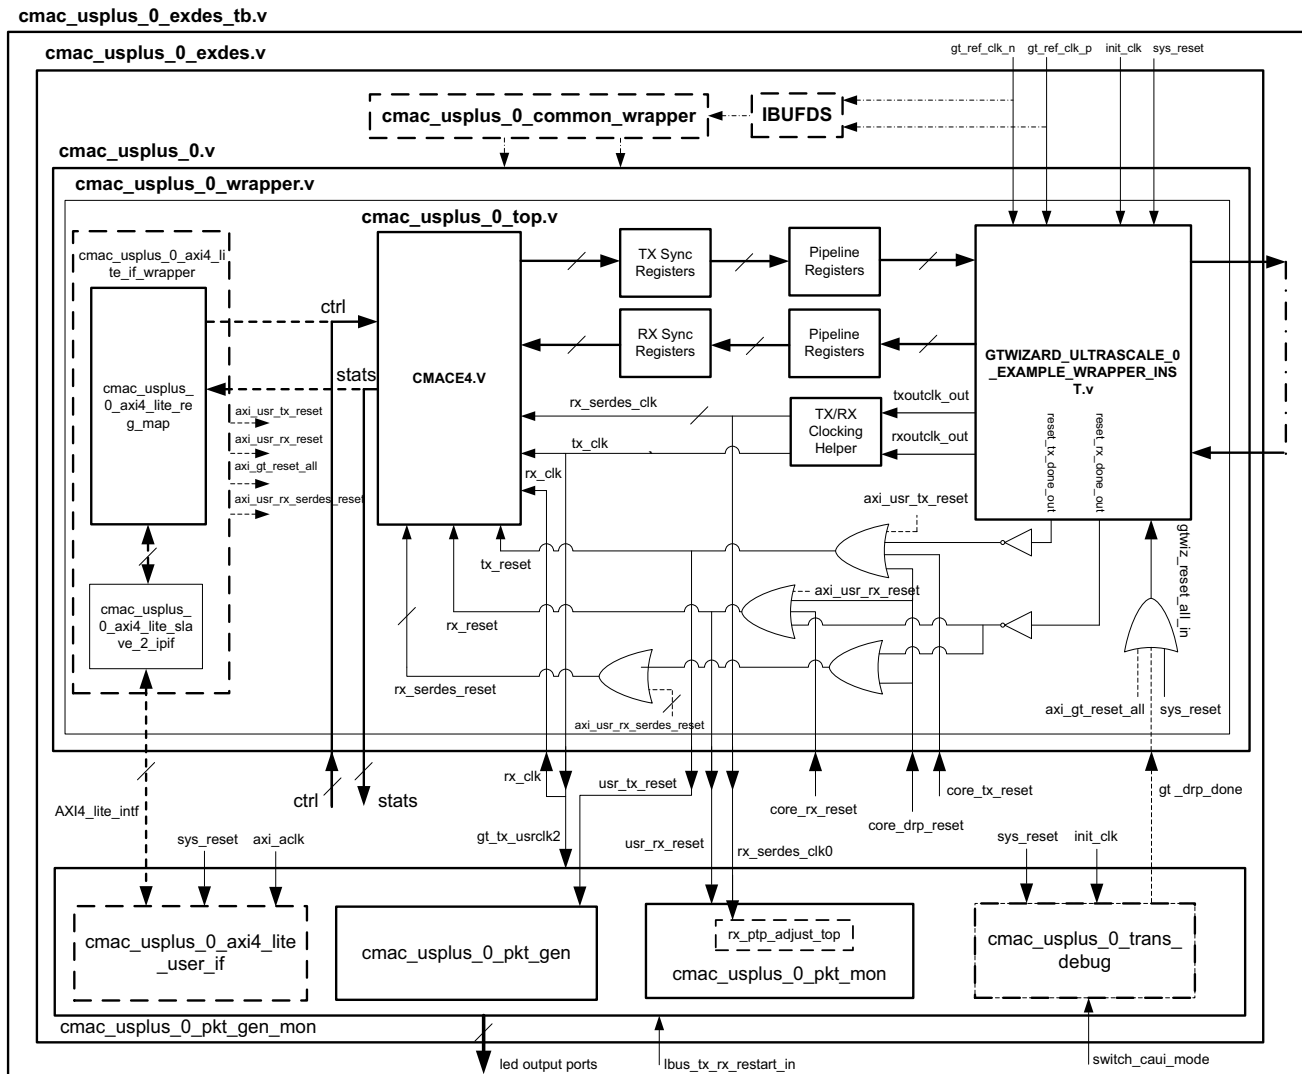 cmac_usplus_0_exdes_tb.v
cmac_usplus_0_exdes.v
gt_ref_clk_n
gt_ref_clk_p
init_clk
sys_reset
cmac_usplus_0_common_wrapper
IBUFDS
cmac_usplus_0.v
cmac_usplus_0_wrapper.v
cmac_usplus_0_top.v
cmac_usplus_0_axi4_li
te_if_wrapper
TX Sync
Registers
Pipeline
Registers
ctrl
RX Sync
Registers
Pipeline
Registers
GTWIZARD_ULTRASCALE_0
_EXAMPLE_WRAPPER_INS
T.v
CMACE4.V
stats
cmac_usplus_
0_axi4_lite_re
g_map
rx_serdes_clk
TX/RX
Clocking
Helper
txoutclk_out
rxoutclk_out
reset_tx_done_out
reset_rx_done_out
axi_usr_tx_reset
axi_usr_rx_reset
axi_gt_reset_all
axi_usr_rx_serdes_reset
tx_clk
rx_clk
axi_usr_tx_reset
gtwiz_reset_all_in
tx_reset
axi_usr_rx_reset
cmac_usplus_
0_axi4_lite_sla
ve_2_ipif
rx_reset
rx_serdes_reset
axi_usr_rx_serdes_reset
axi_gt_reset_all
sys_reset
rx_clk
usr_tx_reset
ctrl
stats
core_rx_reset
core_tx_reset
core_drp_reset
gt _drp_done
AXI4_lite_intf
sys_reset
axi_aclk
gt_tx_usrclk2
usr_rx_reset
rx_serdes_clk0
sys_reset
init_clk
cmac_usplus_0_axi4_lite
_user_if
cmac_usplus_0_pkt_gen
rx_ptp_adjust_top
cmac_usplus_0_pkt_mon
cmac_usplus_0_trans_
debug
cmac_usplus_0_pkt_gen_mon
led output ports
lbus_tx_rx_restart_in
switch_caui_mode